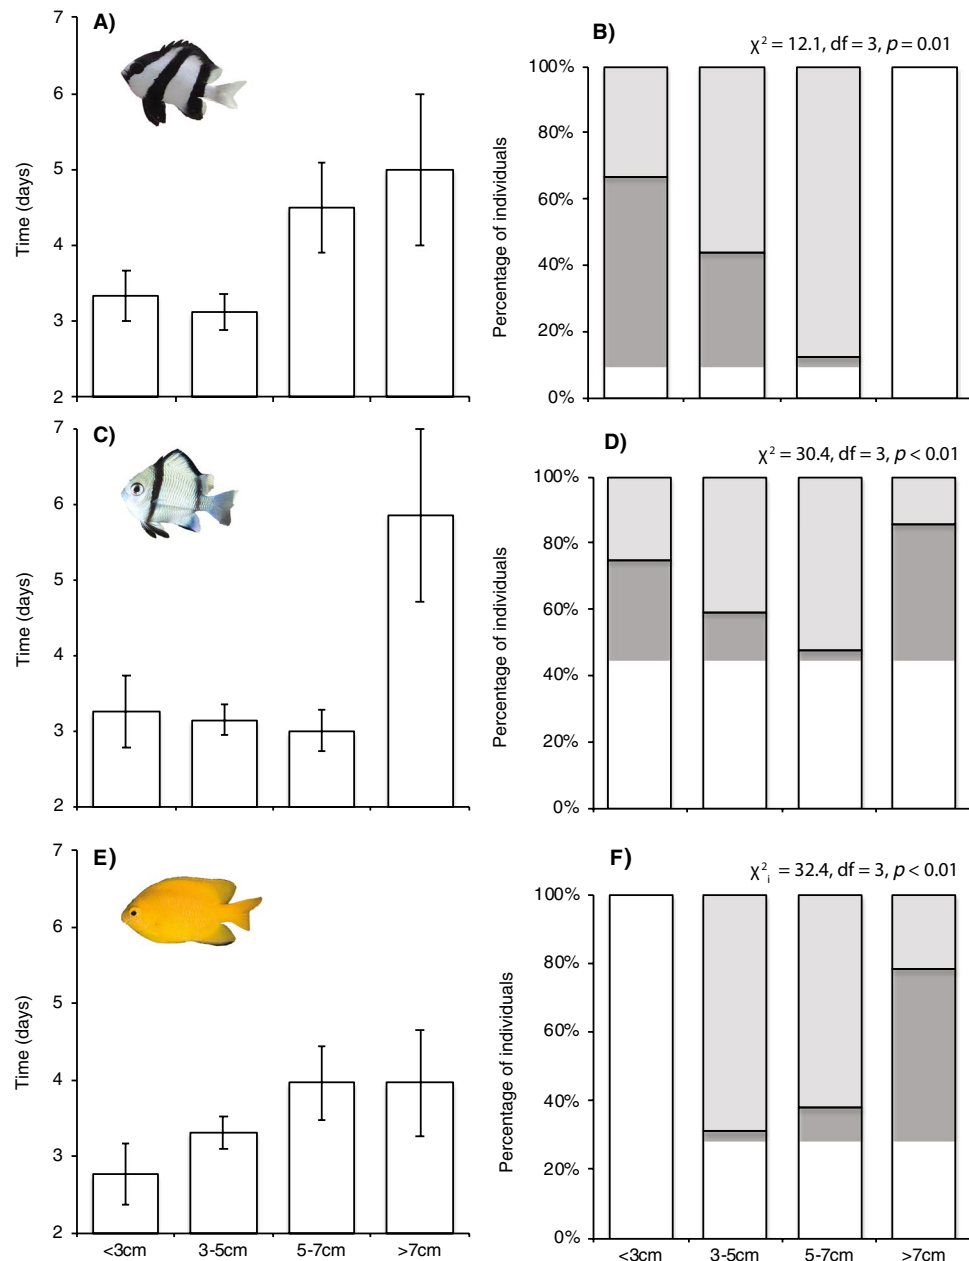 A)
7
6
5
4
3
2
Time (days)
B)
χ² = 12.1, df = 3, p = 0.01
100%
80%
60%
40%
20%
0%
Percentage of individuals
C)
7
6
5
4
3
2
Time (days)
D)
χ² = 30.4, df = 3, p < 0.01
100%
80%
60%
40%
20%
0%
Percentage of individuals
E)
7
6
5
4
3
2
Time (days)
<3cm 3-5cm 5-7cm >7cm
F)
χ²ᵢ = 32.4, df = 3, p < 0.01
100%
80%
60%
40%
20%
0%
Percentage of individuals
<3cm 3-5cm 5-7cm >7cm